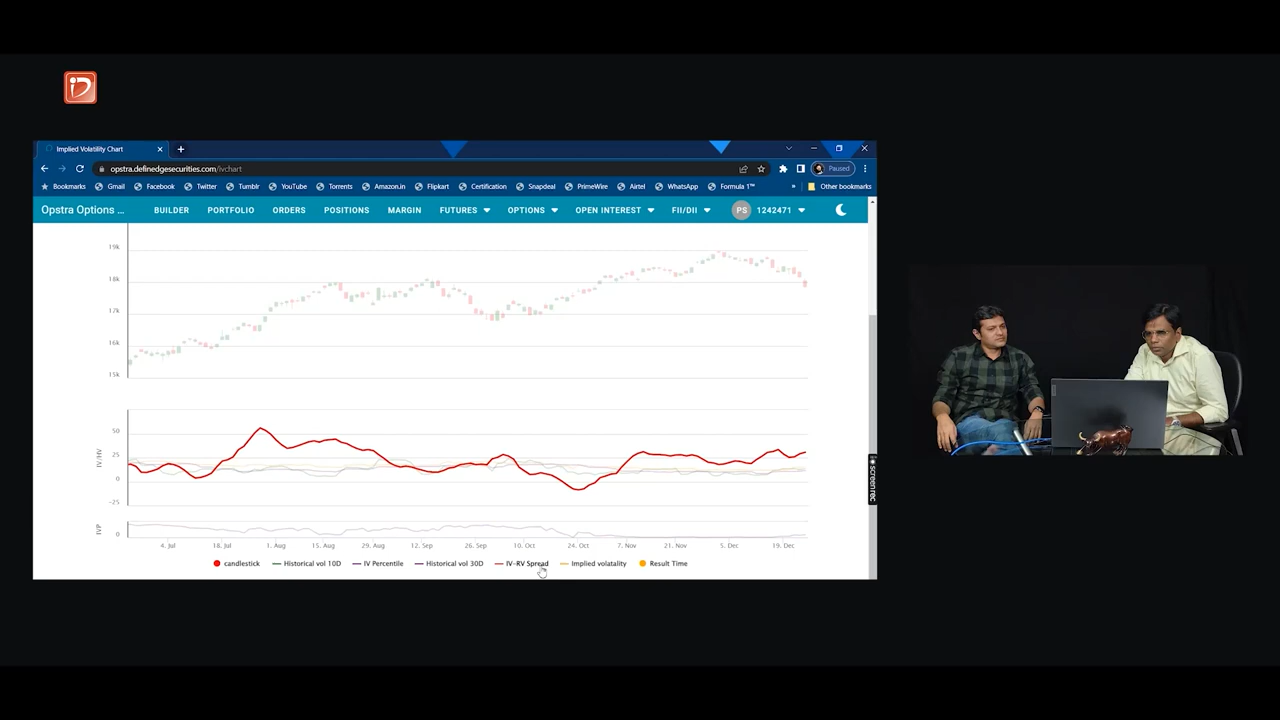 iD
Implied Volatility Chart
opstra.definedgesecurities.com/ivchart
Paused
Bookmarks Gmail Facebook Twitter Tumblr YouTube Torrents Amazon.in Flipkart Certification Snapdeal PrimeWire Airtel WhatsApp Formula 1™ » Other bookmarks
Opstra Options ... BUILDER PORTFOLIO ORDERS POSITIONS MARGIN FUTURES OPTIONS OPEN INTEREST FII/DII PS 1242471
19k
18k
17k
16k
15k
IV/HV
50
25
0
-25
IVP
0
4. Jul 18. Jul 1. Aug 15. Aug 29. Aug 12. Sep 26. Sep 10. Oct 24. Oct 7. Nov 21. Nov 5. Dec 19. Dec
candlestick Historical vol 10D IV Percentile Historical vol 30D IV-RV Spread Implied volatality Result Time
screenrec